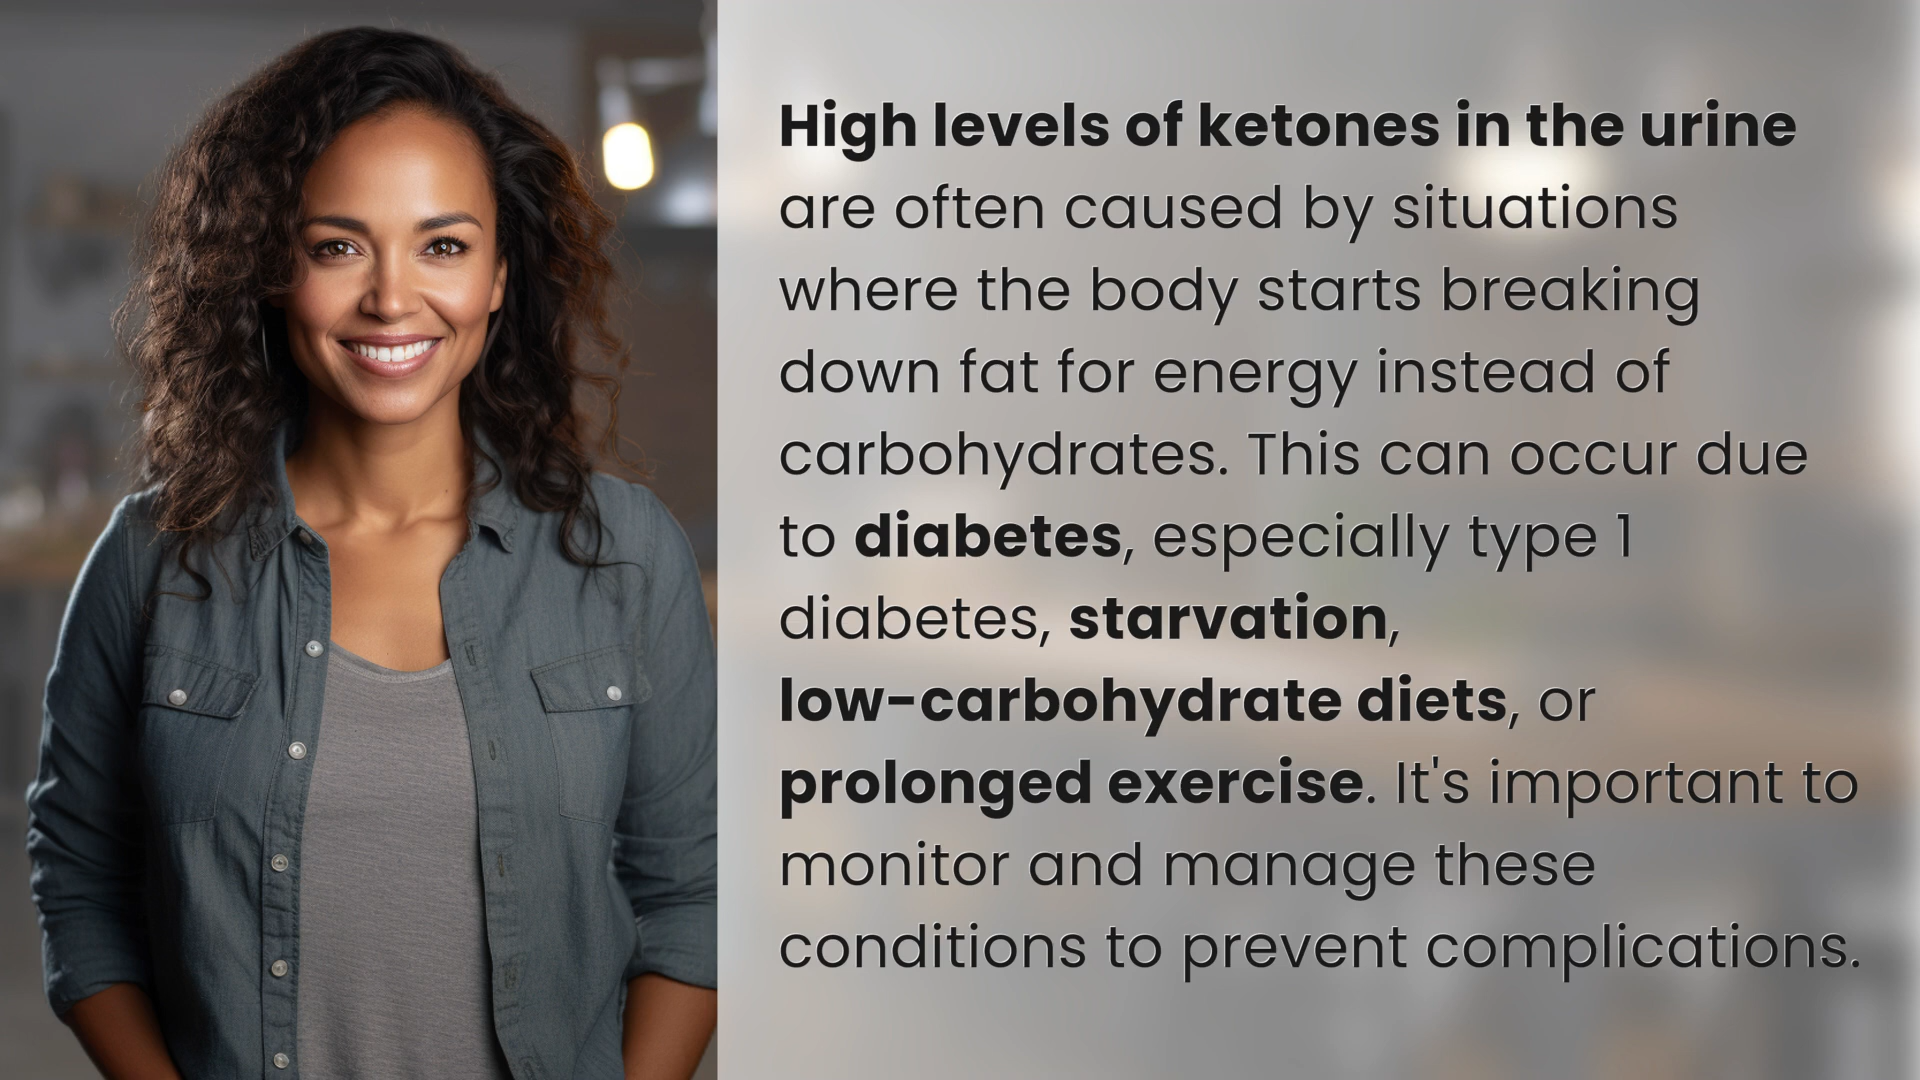 High levels of ketones in the urine
are often caused by situations
where the body starts breaking
down fat for energy instead of
carbohydrates. This can occur due
to diabetes, especially type 1
diabetes, starvation,
low-carbohydrate diets, or
prolonged exercise. It's important to
monitor and manage these
conditions to prevent complications.